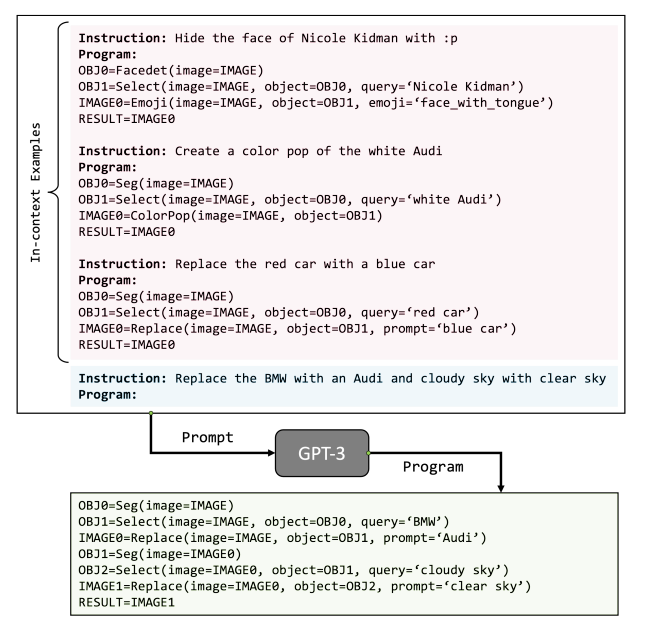 In-context Examples
Instruction: Hide the face of Nicole Kidman with :p
Program:
OBJ0=Facedet(image=IMAGE)
OBJ1=Select(image=IMAGE, object=OBJ0, query=‘Nicole Kidman’)
IMAGE0=Emoji(image=IMAGE, object=OBJ1, emoji=‘face_with_tongue’)
RESULT=IMAGE0
Instruction: Create a color pop of the white Audi
Program:
OBJ0=Seg(image=IMAGE)
OBJ1=Select(image=IMAGE, object=OBJ0, query=‘white Audi’)
IMAGE0=ColorPop(image=IMAGE, object=OBJ1)
RESULT=IMAGE0
Instruction: Replace the red car with a blue car
Program:
OBJ0=Seg(image=IMAGE)
OBJ1=Select(image=IMAGE, object=OBJ0, query=‘red car’)
IMAGE0=Replace(image=IMAGE, object=OBJ1, prompt=‘blue car’)
RESULT=IMAGE0
Instruction: Replace the BMW with an Audi and cloudy sky with clear sky
Program:
Prompt
GPT-3
Program
OBJ0=Seg(image=IMAGE)
OBJ1=Select(image=IMAGE, object=OBJ0, query=‘BMW’)
IMAGE0=Replace(image=IMAGE, object=OBJ1, prompt=‘Audi’)
OBJ1=Seg(image=IMAGE0)
OBJ2=Select(image=IMAGE0, object=OBJ1, query=‘cloudy sky’)
IMAGE1=Replace(image=IMAGE0, object=OBJ2, prompt=‘clear sky’)
RESULT=IMAGE1